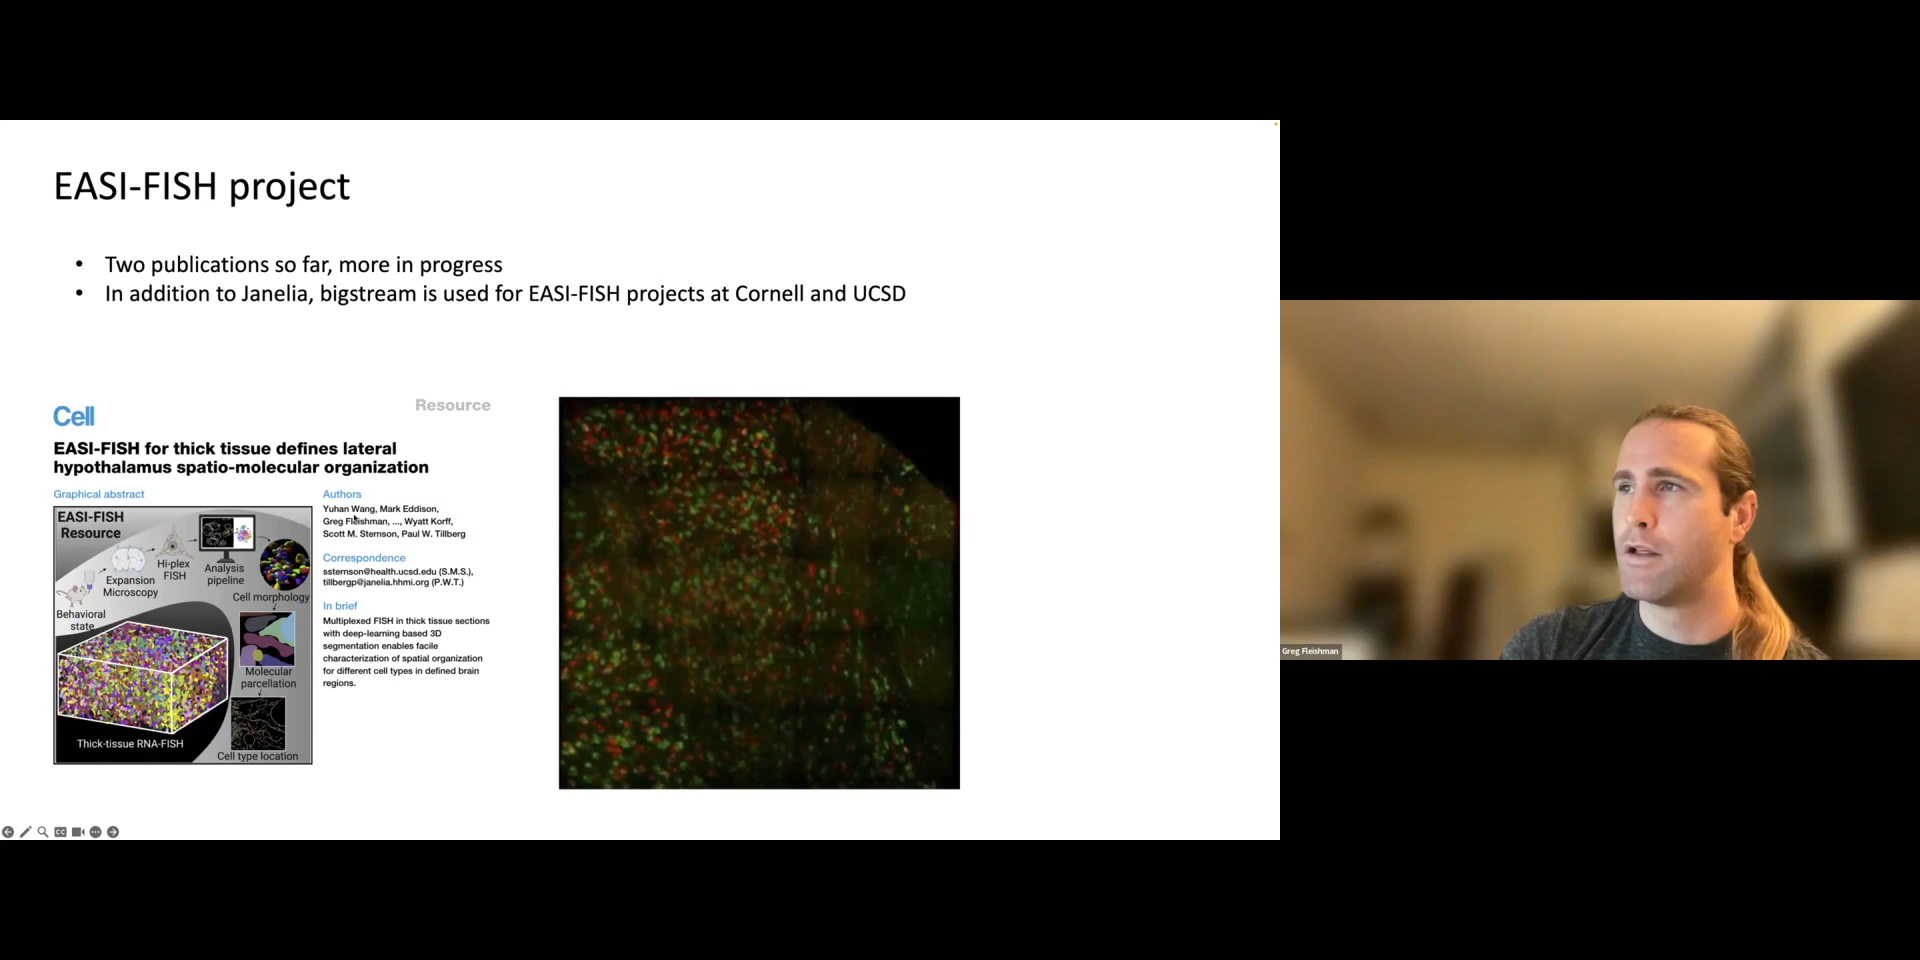 EASI-FISH project
• Two publications so far, more in progress
• In addition to Janelia, bigstream is used for EASI-FISH projects at Cornell and UCSD
Cell
Resource
EASI-FISH for thick tissue defines lateral
hypothalamus spatio-molecular organization
Graphical abstract
EASI-FISH
Resource
Behavioral
state
Expansion
Microscopy
Hi-plex
FISH
Analysis
pipeline
Cell morphology
Molecular
parcellation
Cell type location
Thick-tissue RNA-FISH
Authors
Yuhan Wang, Mark Eddison,
Greg Fleishman, ..., Wyatt Korff,
Scott M. Sternson, Paul W. Tillberg
Correspondence
ssternson@health.ucsd.edu (S.M.S.),
tillbergp@janelia.hhmi.org (P.W.T.)
In brief
Multiplexed FISH in thick tissue sections
with deep-learning based 3D
segmentation enables facile
characterization of spatial organization
for different cell types in defined brain
regions.
CC
Greg Fleishman